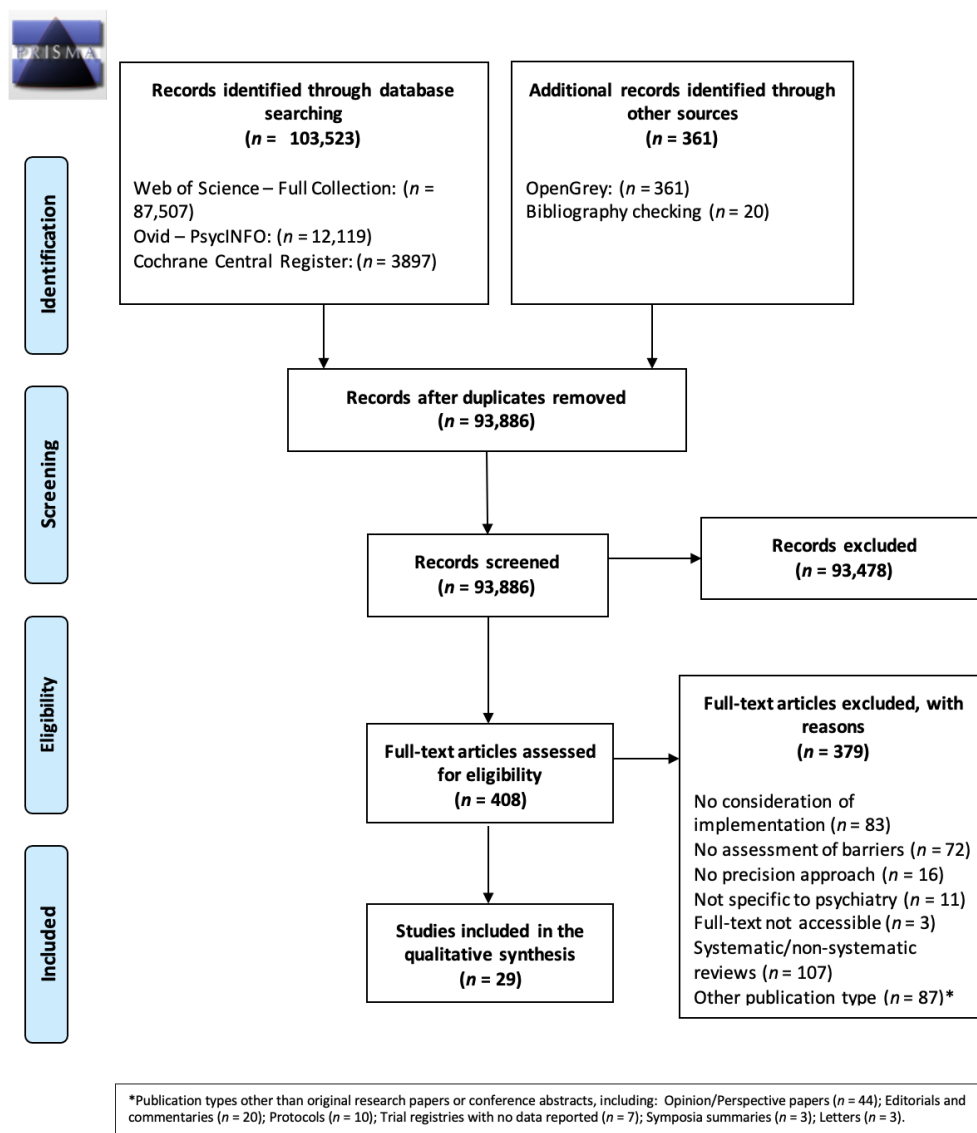 PRISMA
Records identified through database
searching
(n = 103,523)
Web of Science – Full Collection: (n =
87,507)
Ovid – PsycINFO: (n = 12,119)
Cochrane Central Register: (n = 3897)
Additional records identified through
other sources
(n = 361)
OpenGrey: (n = 361)
Bibliography checking (n = 20)
Identification
Records after duplicates removed
(n = 93,886)
Screening
Records screened
(n = 93,886)
Records excluded
(n = 93,478)
Eligibility
Full-text articles assessed
for eligibility
(n = 408)
Full-text articles excluded, with
reasons
(n = 379)
No consideration of
implementation (n = 83)
No assessment of barriers (n = 72)
No precision approach (n = 16)
Not specific to psychiatry (n = 11)
Full-text not accessible (n = 3)
Systematic/non-systematic
reviews (n = 107)
Other publication type (n = 87)*
Included
Studies included in the
qualitative synthesis
(n = 29)
*Publication types other than original research papers or conference abstracts, including: Opinion/Perspective papers (n = 44); Editorials and
commentaries (n = 20); Protocols (n = 10); Trial registries with no data reported (n = 7); Symposia summaries (n = 3); Letters (n = 3).